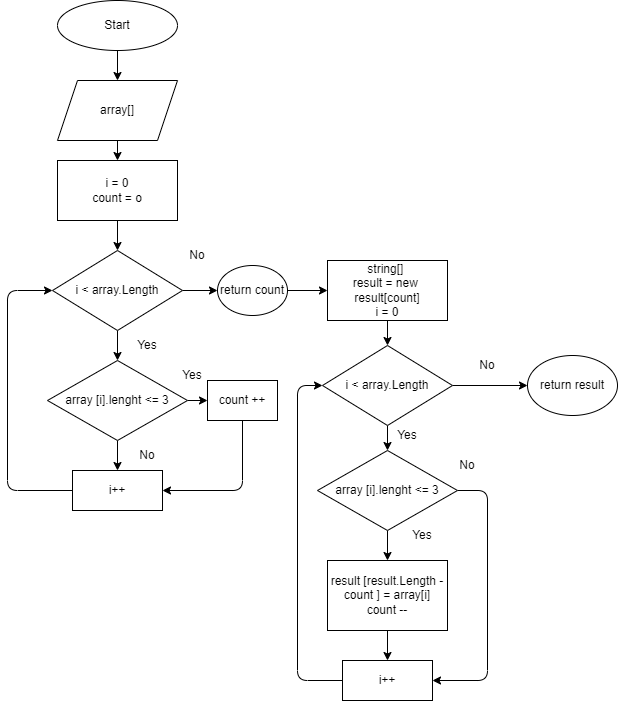 Start
array[]
i = 0
count = o
i < array.Length
No
return count
Yes
array [i].lenght <= 3
Yes
count ++
No
i++
string[]
result = new
result[count]
i = 0
i < array.Length
No
return result
Yes
array [i].lenght <= 3
No
Yes
result [result.Length -
count ] = array[i]
count --
i++